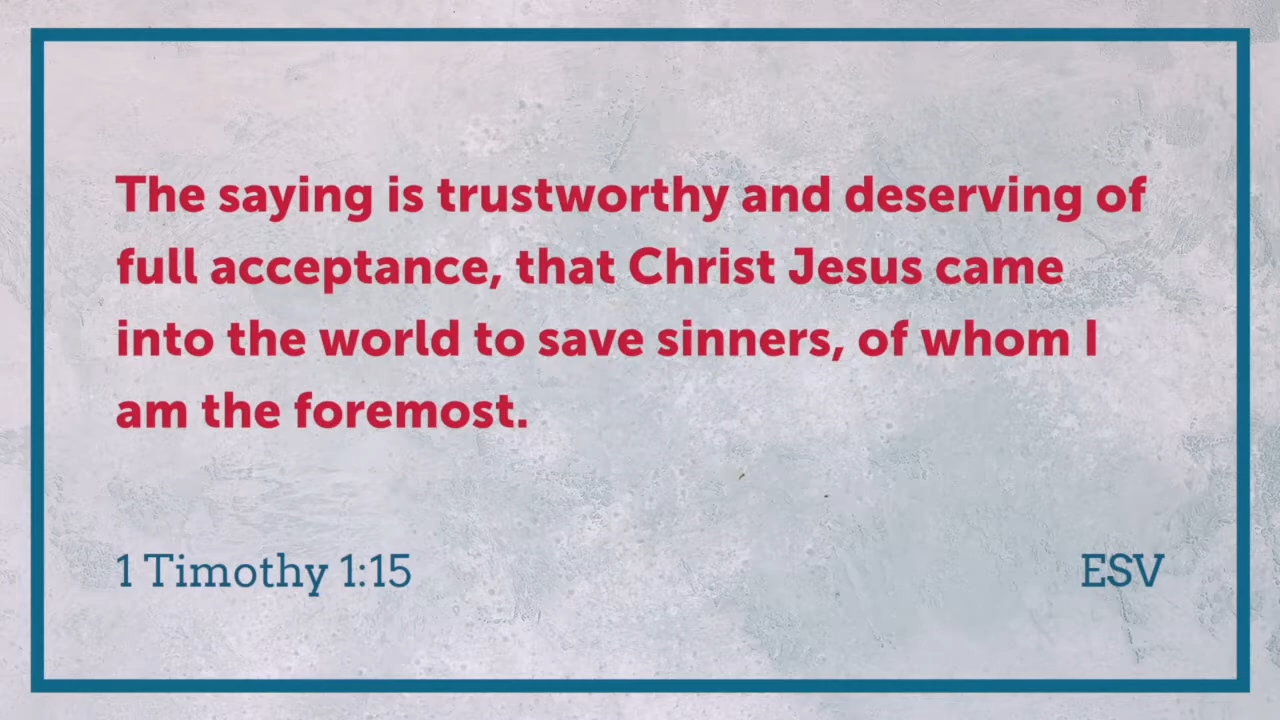 The saying is trustworthy and deserving of
full acceptance, that Christ Jesus came
into the world to save sinners, of whom I
am the foremost.
1 Timothy 1:15 ESV